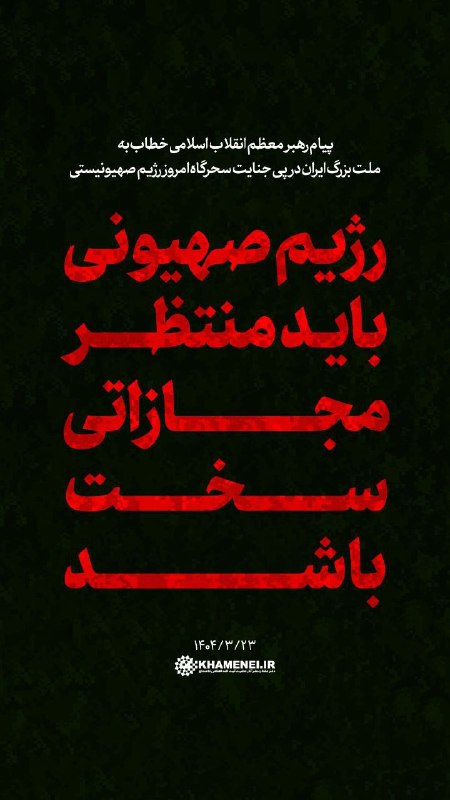 پیام رهبر معظم انقلاب اسلامی خطاب به
ملت بزرگ ایران در پی جنایت سحرگاه امروز رژیم صهیونیستی
رژیم صهیونی
باید منتظر
مجازاتی
سخت
باشد
۱۴۰۴/۳/۲۳
KHAMENEI.IR